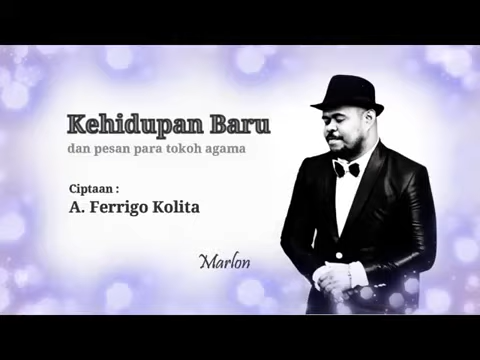 Kehidupan Baru
dan pesan para tokoh agama
Ciptaan :
A. Ferrigo Kolita
Marlon